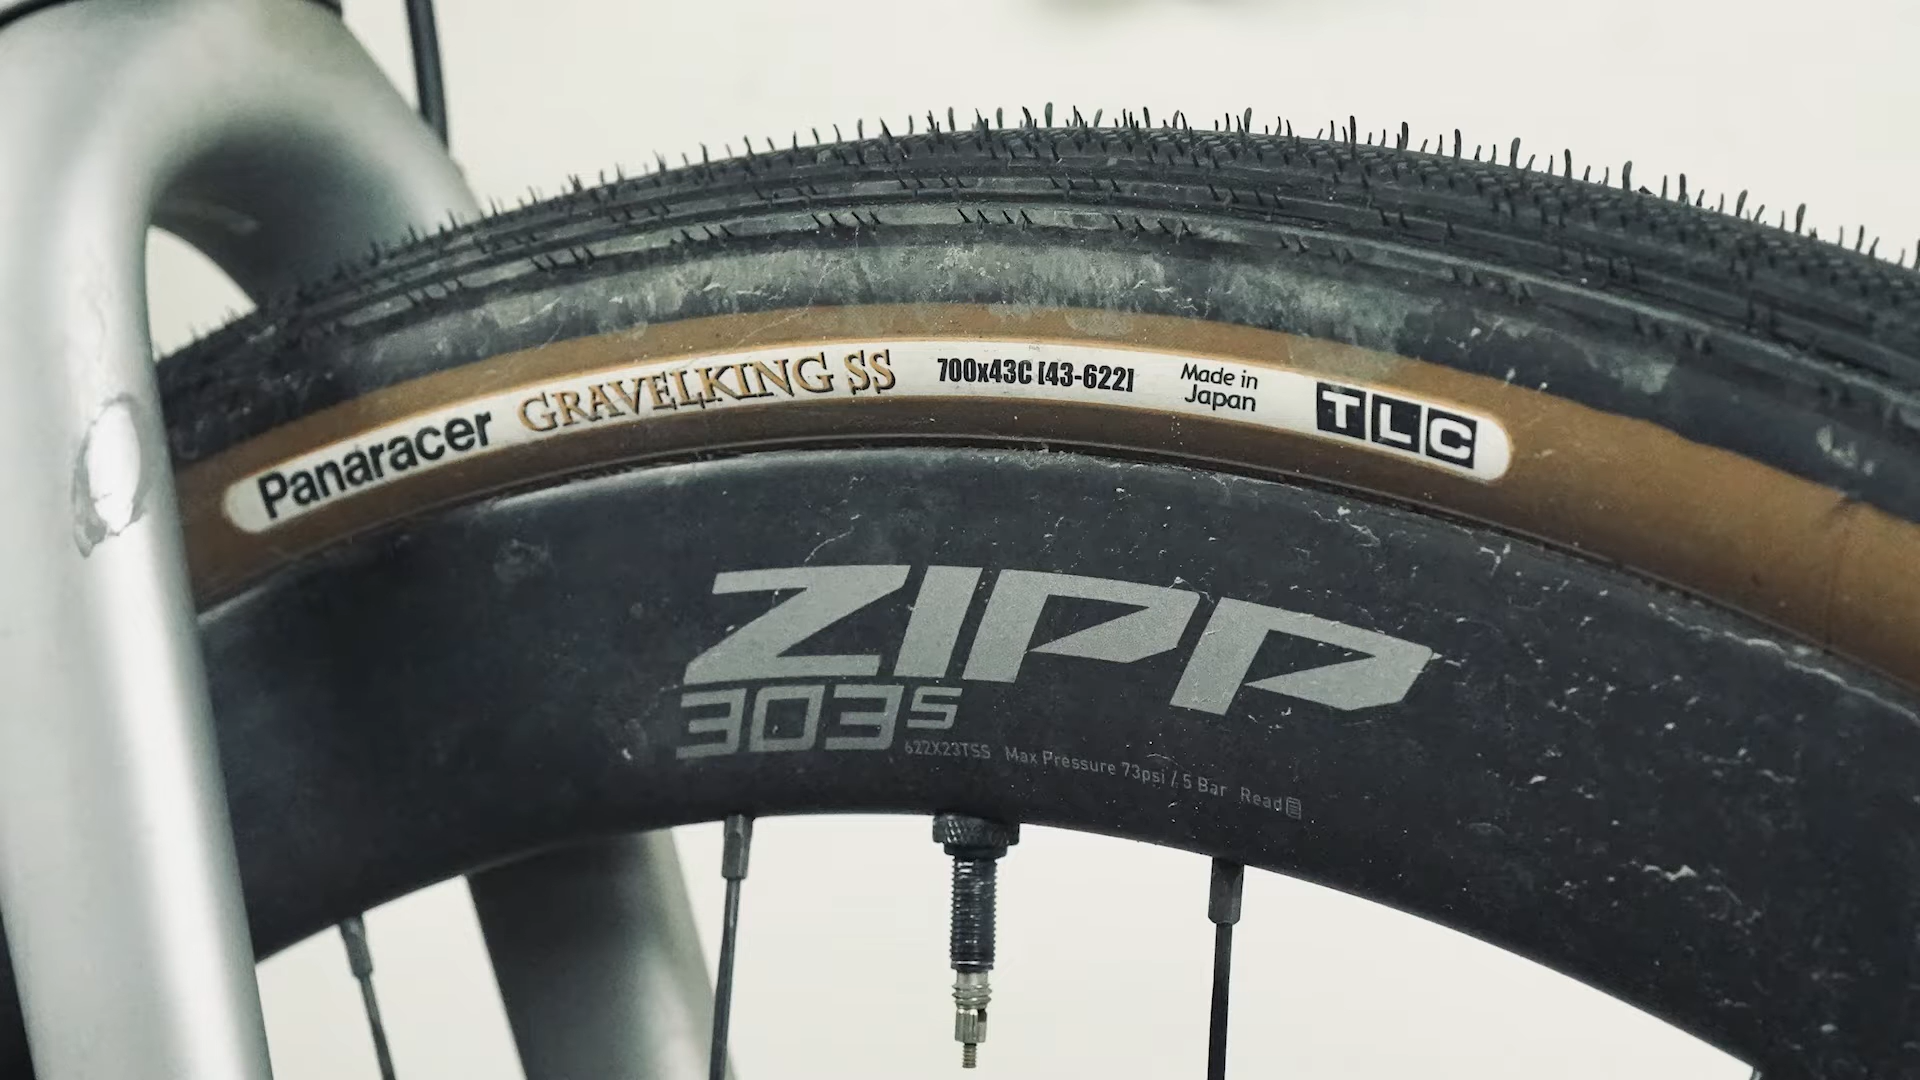 Panaracer GRAVELKING SS 700x43C [43-622] Made in
Japan
TLC
ZIPP
303S
622X23TSS Max Pressure 73psi / 5 Bar Read